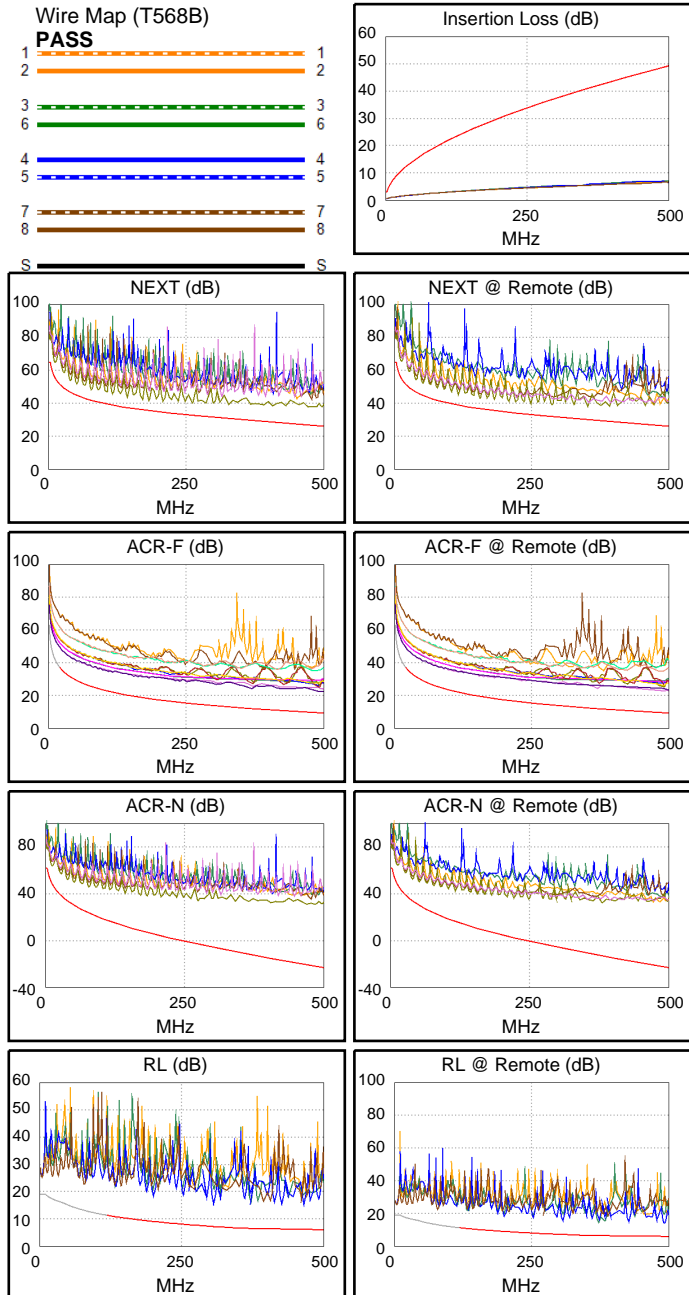 Wire Map (T568B)
PASS
1 1
2 2
3 3
6 6
4 4
5 5
7 7
8 8
S S
Insertion Loss (dB)
60
50
40
30
20
10
0
0 250 500
MHz
NEXT (dB)
100
80
60
40
20
0
0 250 500
MHz
NEXT @ Remote (dB)
100
80
60
40
20
0
0 250 500
MHz
ACR-F (dB)
100
80
60
40
20
0
0 250 500
MHz
ACR-F @ Remote (dB)
100
80
60
40
20
0
0 250 500
MHz
ACR-N (dB)
80
40
0
-40
0 250 500
MHz
ACR-N @ Remote (dB)
80
40
0
-40
0 250 500
MHz
RL (dB)
60
50
40
30
20
10
0
0 250 500
MHz
RL @ Remote (dB)
100
80
60
40
20
0
0 250 500
MHz